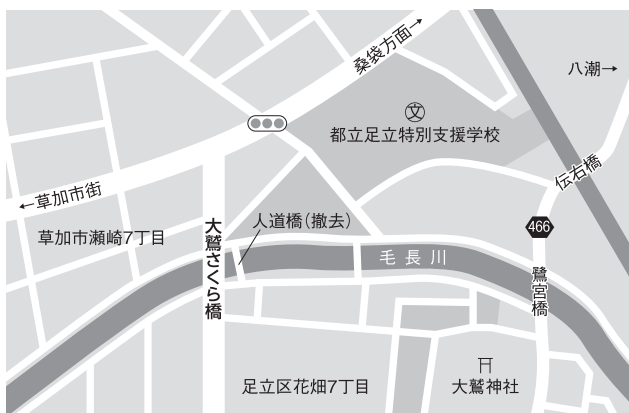 桑袋方面→
八潮→
文
都立足立特別支援学校
伝右橋
←草加市街
人道橋(撤去)
草加市瀬崎7丁目
大鷲さくら橋
466
毛長川
鷺宮橋
足立区花畑7丁目
大鷲神社